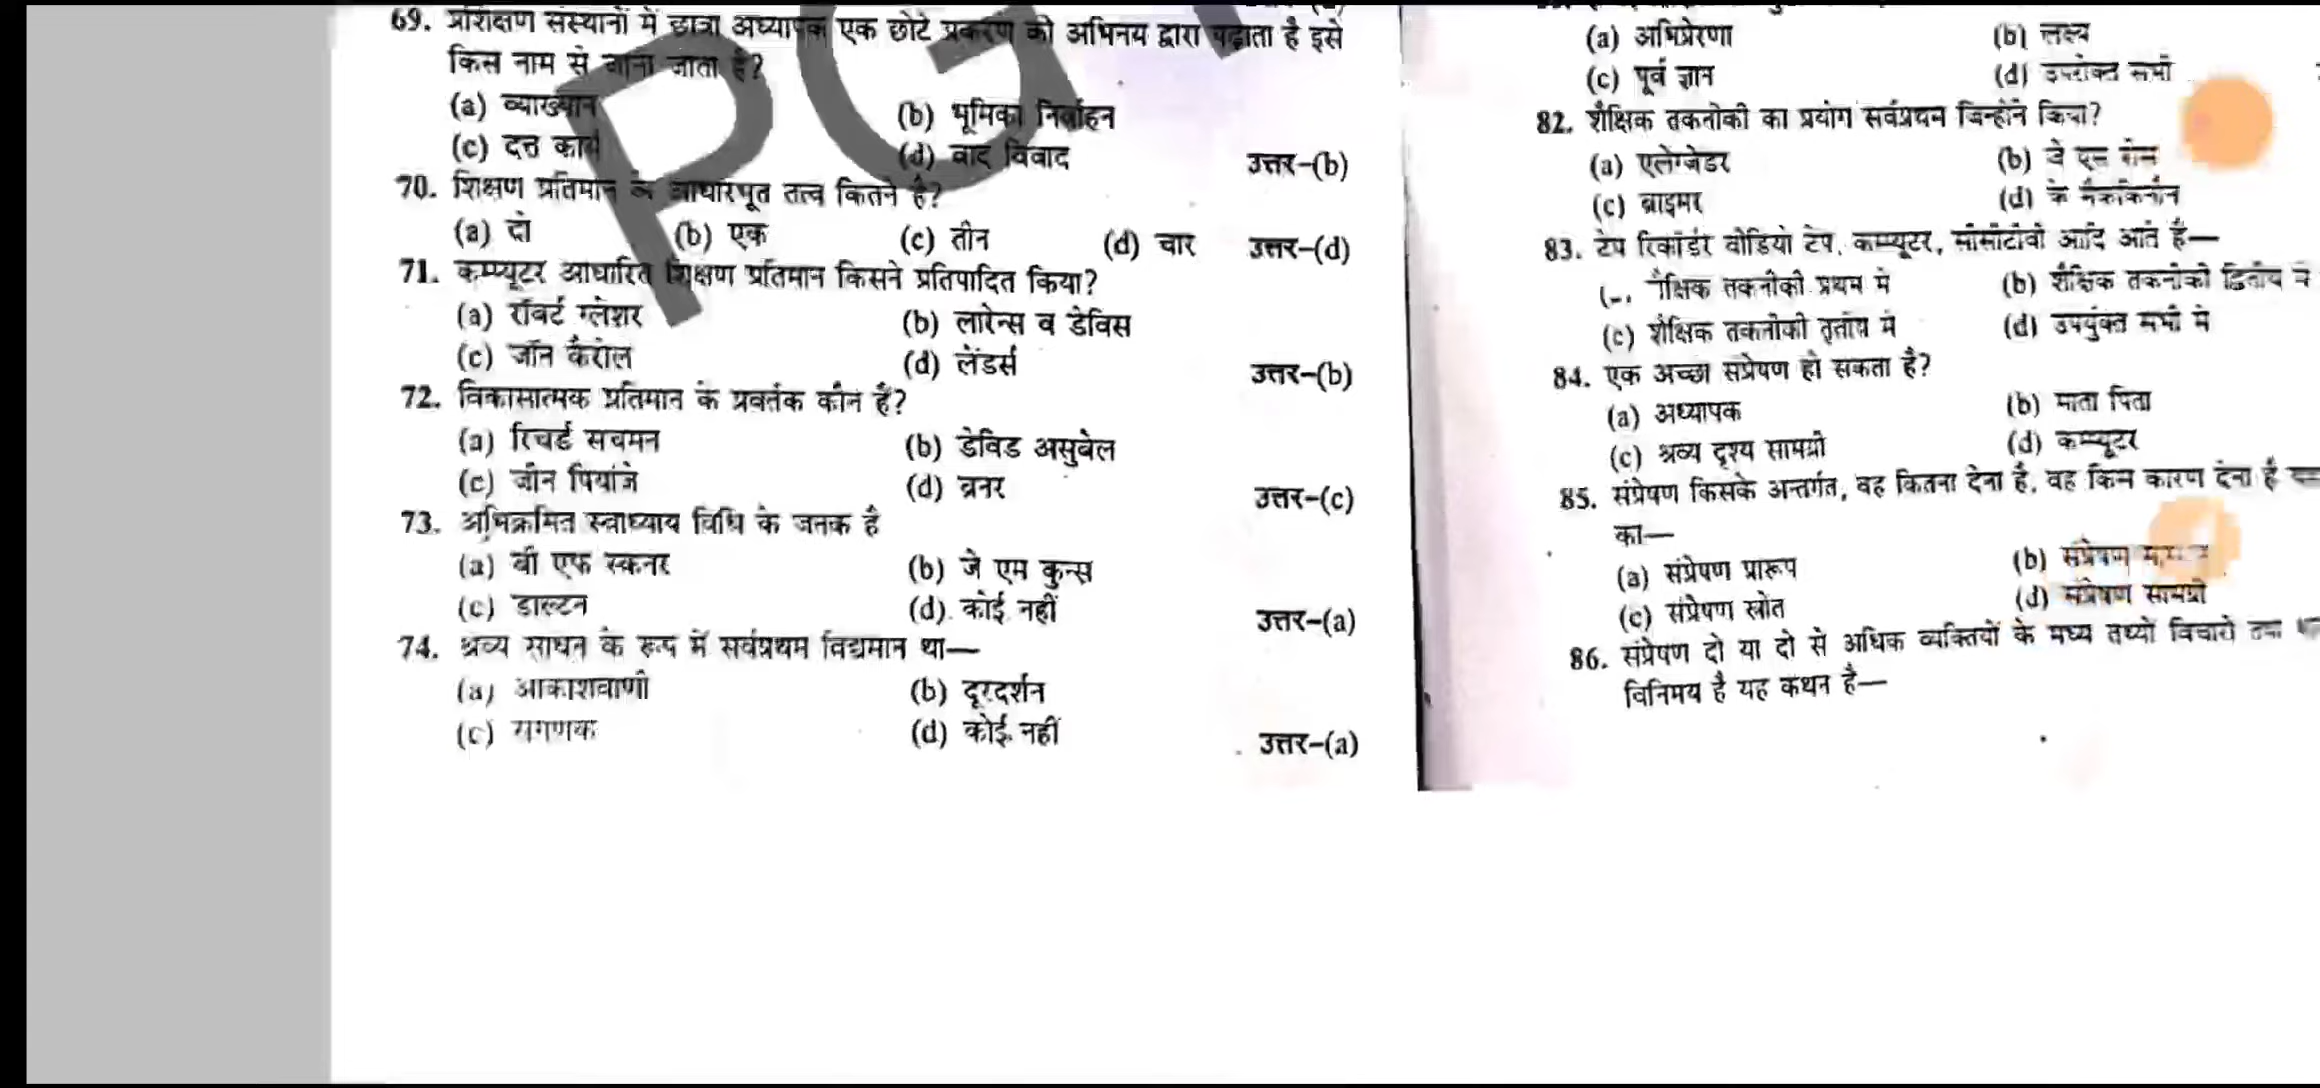 69. प्रशिक्षण संस्थानों में छात्रा अध्यापक एक छोटे प्रकरण को अभिनय द्वारा पढ़ाता है इसे
किस नाम से जाना जाता है?
(a) व्याख्यान (b) भूमिका निर्वाहन
(c) दत्त कार्य (d) वाद विवाद उत्तर-(b)
70. शिक्षण प्रतिमान के आधारभूत तत्व कितने है?
(a) दो (b) एक (c) तीन (d) चार उत्तर-(d)
71. कम्प्यूटर आधारित शिक्षण प्रतिमान किसने प्रतिपादित किया?
(a) रॉबर्ट ग्लेशर (b) लारेन्स व डेविस
(c) जॉन कैरोल (d) लेंडर्स उत्तर-(b)
72. विकासात्मक प्रतिमान के प्रवर्तक कौन हैं?
(a) रिचर्ड सचमन (b) डेविड असुबेल
(c) जीन पियाजे (d) ब्रूनर उत्तर-(c)
73. अभिक्रमित स्वाध्याय विधि के जनक है
(a) बी एफ स्कनर (b) जे एम कुन्स
(c) डाल्टन (d) कोई नहीं उत्तर-(a)
74. श्रव्य साधन के रूप में सर्वप्रथम विद्यमान था—
(a) आकाशवाणी (b) दूरदर्शन
(c) (d) कोई नहीं उत्तर-(a)
(a) अभिप्रेरणा (b) लक्ष्य
(c) पूर्व ज्ञान (d) उपरोक्त सभी
82. शैक्षिक तकनोकी का प्रयोग सर्वप्रथम जिन्होंने किया?
(a) एलेग्जेडर (b) जे एस
(c) ब्राइमर (d) के
83. टेप रिकॉर्डर वीडियो टेप, कम्प्यूटर, सीसीटीवी आदि आते हैं—
तकनीकी प्रथम में (b) शैक्षिक तकनीकी द्वितीय
(c) शैक्षिक तकनीकी तृतीय में (d) उपर्युक्त सभी में
84. एक अच्छा सप्रेषण हो सकता है?
(a) अध्यापक (b) माता पिता
(c) श्रव्य दृश्य सामग्री (d) कम्प्यूटर
85. संप्रेषण किसके अन्तर्गत, वह कितना देना है, वह किस कारण देना है
का—
(a) संप्रेषण प्रारूप (b) संप्रेषण
(c) संप्रेषण स्त्रोत (d) संप्रेषण सामग्री
86. संप्रेषण दो या दो से अधिक व्यक्तियों के मध्य तथ्यों विचारो तथा
विनिमय है यह कथन है—